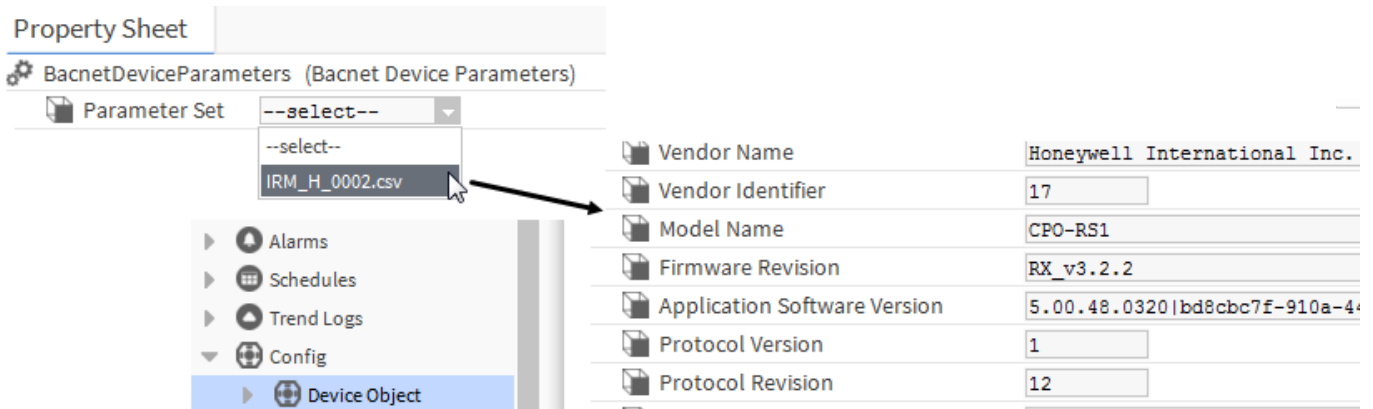 Property Sheet
BacnetDeviceParameters (Bacnet Device Parameters)
Parameter Set --select--
--select--
IRM_H_0002.csv
Alarms
Schedules
Trend Logs
Config
Device Object
Vendor Name Honeywell International Inc.
Vendor Identifier 17
Model Name CPO-RS1
Firmware Revision RX_v3.2.2
Application Software Version 5.00.48.0320|bd8cbc7f-910a-44
Protocol Version 1
Protocol Revision 12